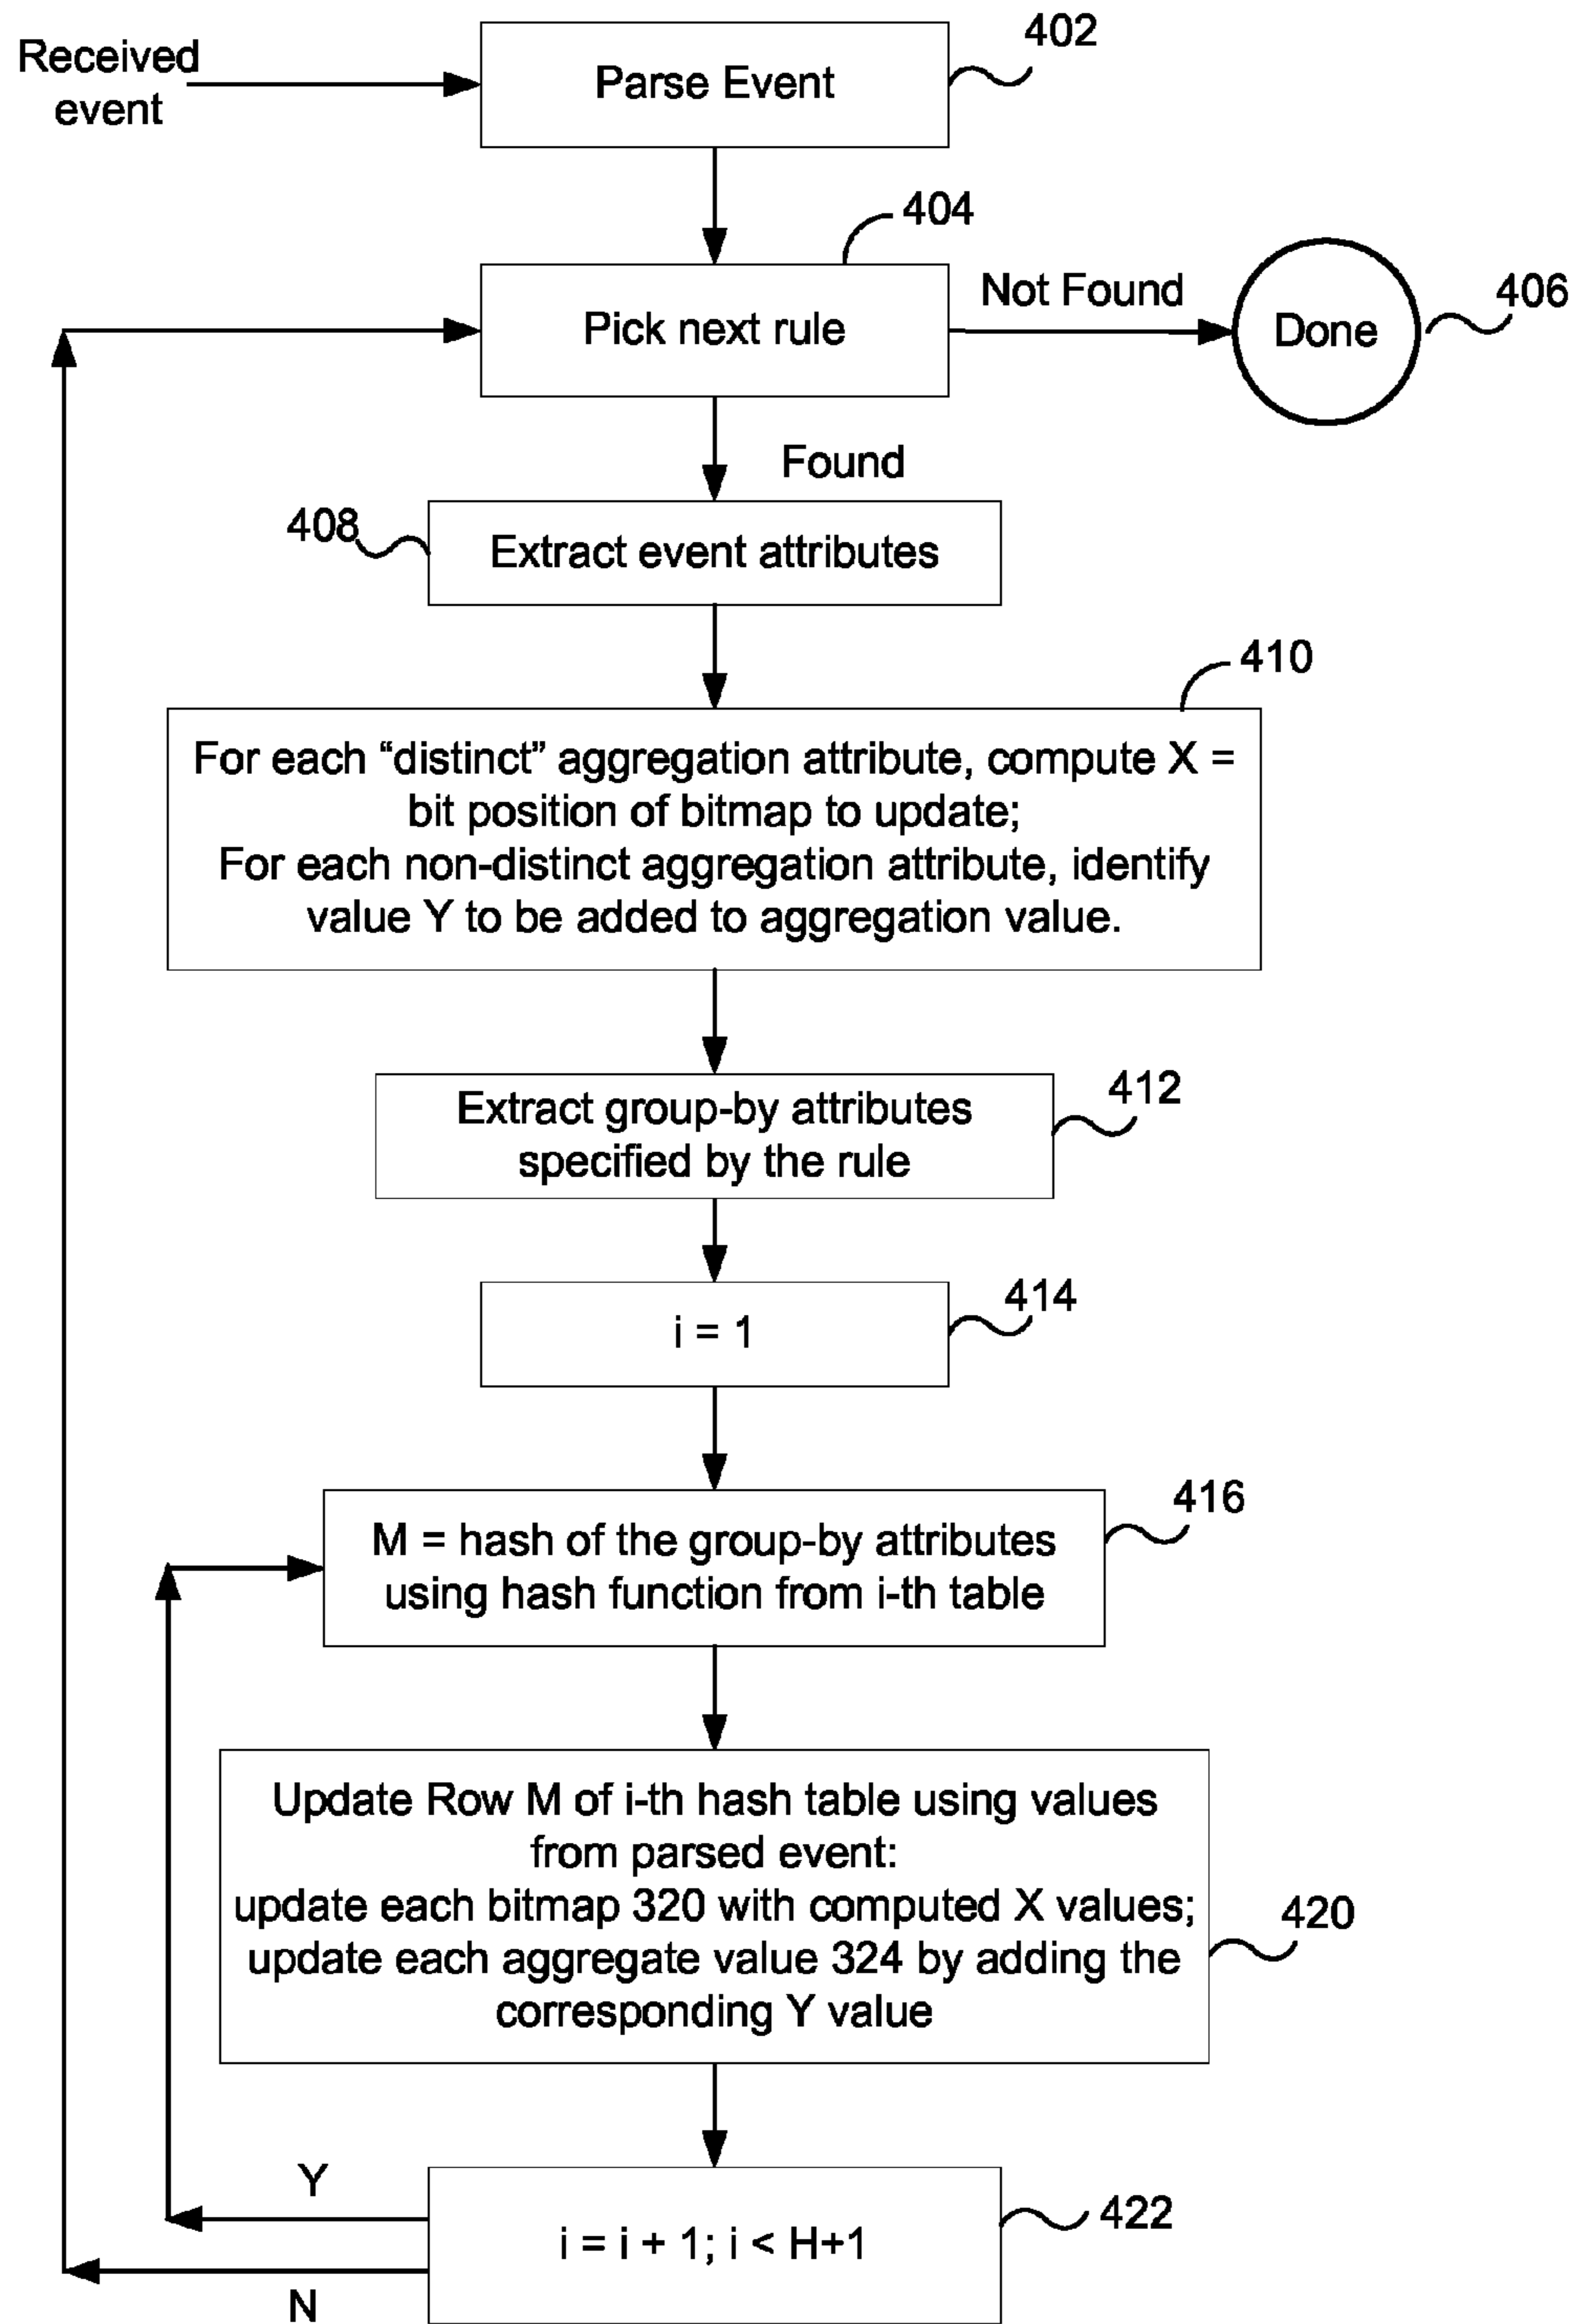 Received
event
Parse Event
402
404
Pick next rule
Not Found
Done
406
Found
408
Extract event attributes
410
For each “distinct” aggregation attribute, compute X =
bit position of bitmap to update;
For each non-distinct aggregation attribute, identify
value Y to be added to aggregation value.
412
Extract group-by attributes
specified by the rule
414
i = 1
416
M = hash of the group-by attributes
using hash function from i-th table
Update Row M of i-th hash table using values
from parsed event:
update each bitmap 320 with computed X values;
update each aggregate value 324 by adding the
corresponding Y value
420
Y
422
i = i + 1; i < H+1
N